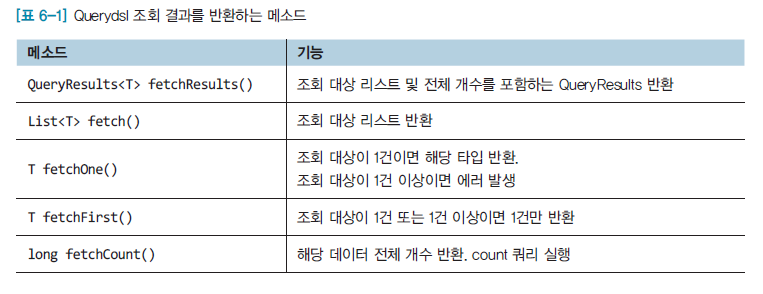 [표 6-1] Querydsl 조회 결과를 반환하는 메소드
메소드 기능
QueryResults<T> fetchResults() 조회 대상 리스트 및 전체 개수를 포함하는 QueryResults 반환
List<T> fetch() 조회 대상 리스트 반환
T fetchOne() 조회 대상이 1건이면 해당 타입 반환.
조회 대상이 1건 이상이면 에러 발생
T fetchFirst() 조회 대상이 1건 또는 1건 이상이면 1건만 반환
long fetchCount() 해당 데이터 전체 개수 반환. count 쿼리 실행